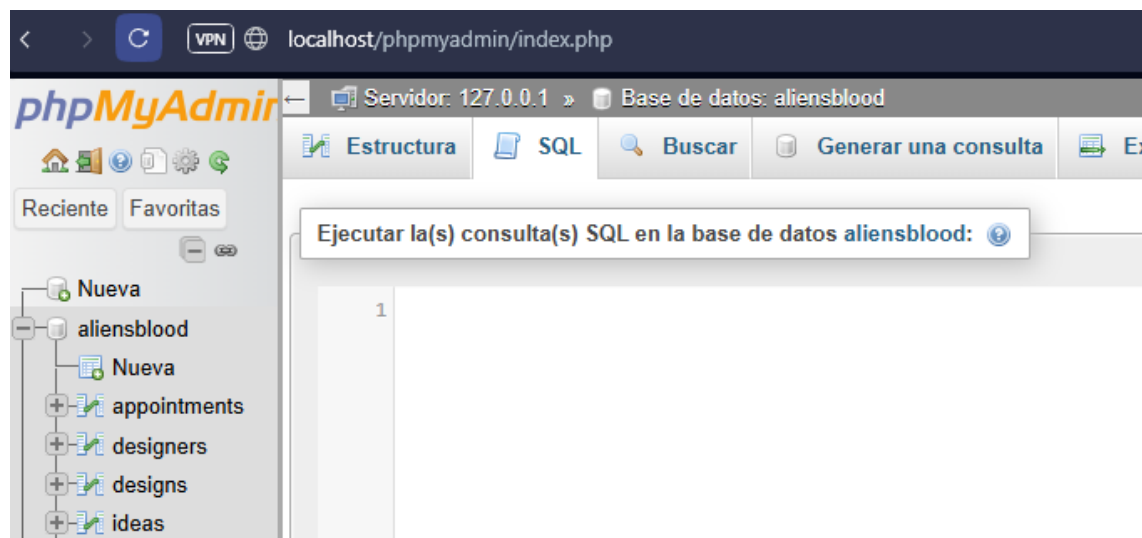 VPN localhost/phpmyadmin/index.php
phpMyAdmin
Servidor: 127.0.0.1 » Base de datos: aliensblood
Estructura SQL Buscar Generar una consulta
Reciente Favoritas
Ejecutar la(s) consulta(s) SQL en la base de datos aliensblood:
Nueva
1
aliensblood
Nueva
appointments
designers
designs
ideas